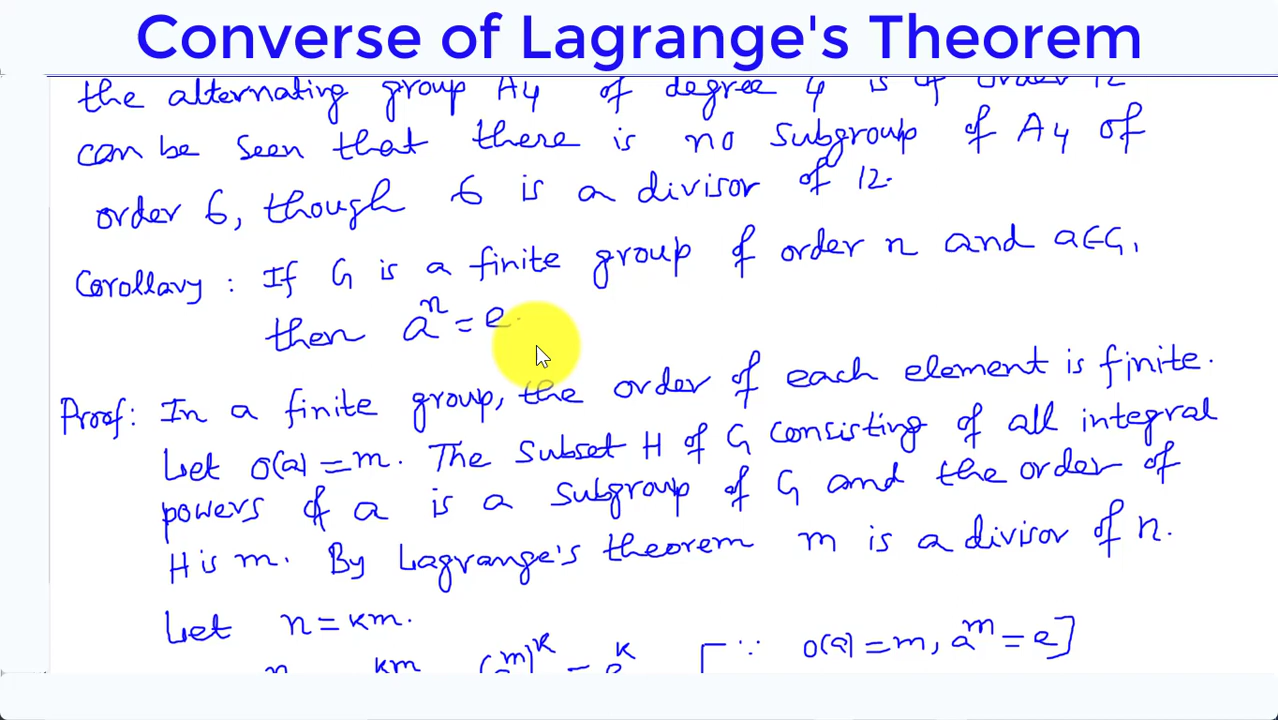 Converse of Lagrange's Theorem
the alternating group A4 of degree 4 is of order 12
can be seen that there is no subgroup of A4 of
order 6, though 6 is a divisor of 12.
Corollary : If G is a finite group of order n and a∈G,
then aⁿ = e.
Proof: In a finite group, the order of each element is finite.
Let o(a) = m. The subset H of G consisting of all integral
powers of a is a subgroup of G and the order of
H is m. By Lagrange's theorem m is a divisor of n.
Let n = km.
n km (m)ᵏ = eᵏ [∵ o(a) = m, aᵐ = e]